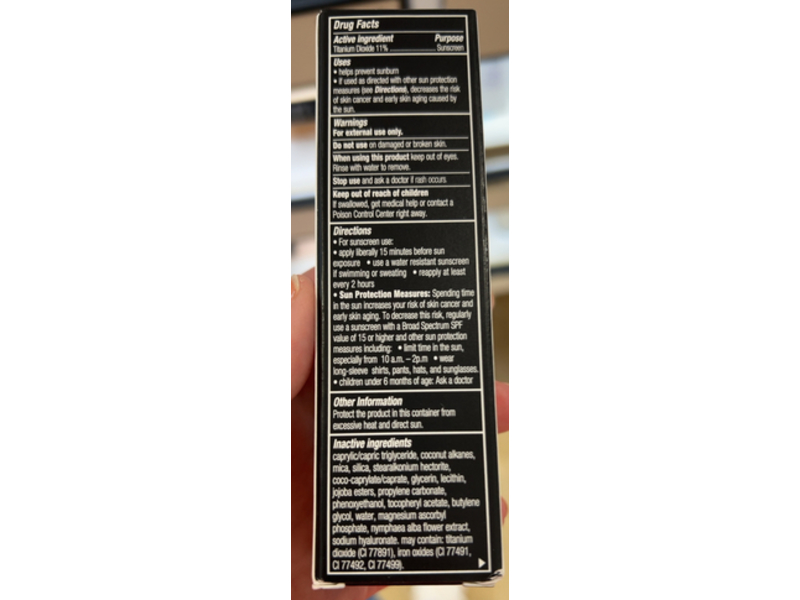 Drug Facts
Active ingredient Purpose
Titanium Dioxide 11% Sunscreen
Uses
• helps prevent sunburn
• if used as directed with other sun protection
measures (see Directions), decreases the risk
of skin cancer and early skin aging caused by
the sun.
Warnings
For external use only.
Do not use on damaged or broken skin.
When using this product keep out of eyes.
Rinse with water to remove.
Stop use and ask a doctor if rash occurs.
Keep out of reach of children
If swallowed, get medical help or contact a
Poison Control Center right away.
Directions
• For sunscreen use:
• apply liberally 15 minutes before sun
exposure • use a water resistant sunscreen
if swimming or sweating • reapply at least
every 2 hours
• Sun Protection Measures: Spending time
in the sun increases your risk of skin cancer and
early skin aging. To decrease this risk, regularly
use a sunscreen with a Broad Spectrum SPF
value of 15 or higher and other sun protection
measures including: • limit time in the sun,
especially from 10 a.m. – 2p.m • wear
long-sleeve shirts, pants, hats, and sunglasses.
• children under 6 months of age: Ask a doctor
Other Information
Protect the product in this container from
excessive heat and direct sun.
Inactive ingredients
caprylic/capric triglyceride, coconut alkanes,
mica, silica, stearalkonium hectorite,
coco-caprylate/caprate, glycerin, lecithin,
jojoba esters, propylene carbonate,
phenoxyethanol, tocopheryl acetate, butylene
glycol, water, magnesium ascorbyl
phosphate, nymphaea alba flower extract,
sodium hyaluronate. may contain: titanium
dioxide (CI 77891), iron oxides (CI 77491,
CI 77492, CI 77499).